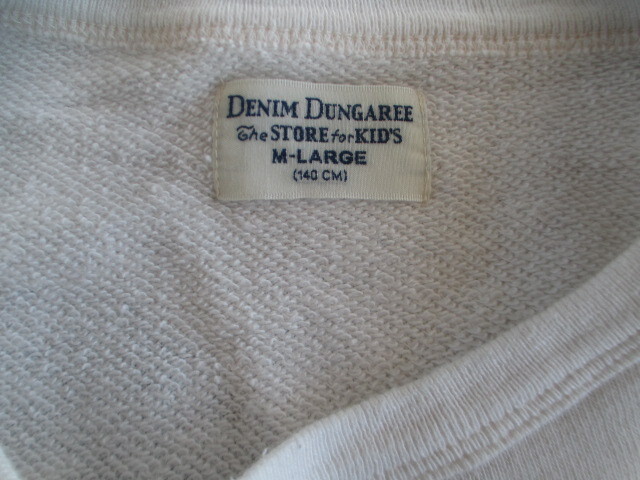 DENIM DUNGAREE
The STORE for KID'S
M-LARGE
(140 CM)